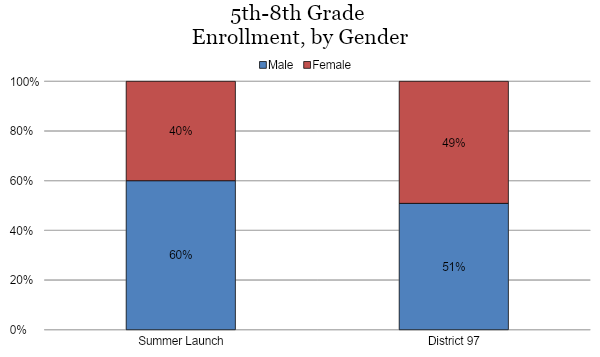 5th-8th Grade
Enrollment, by Gender
Male Female
100%
80%
60%
40%
20%
0%
40%
49%
60%
51%
Summer Launch District 97